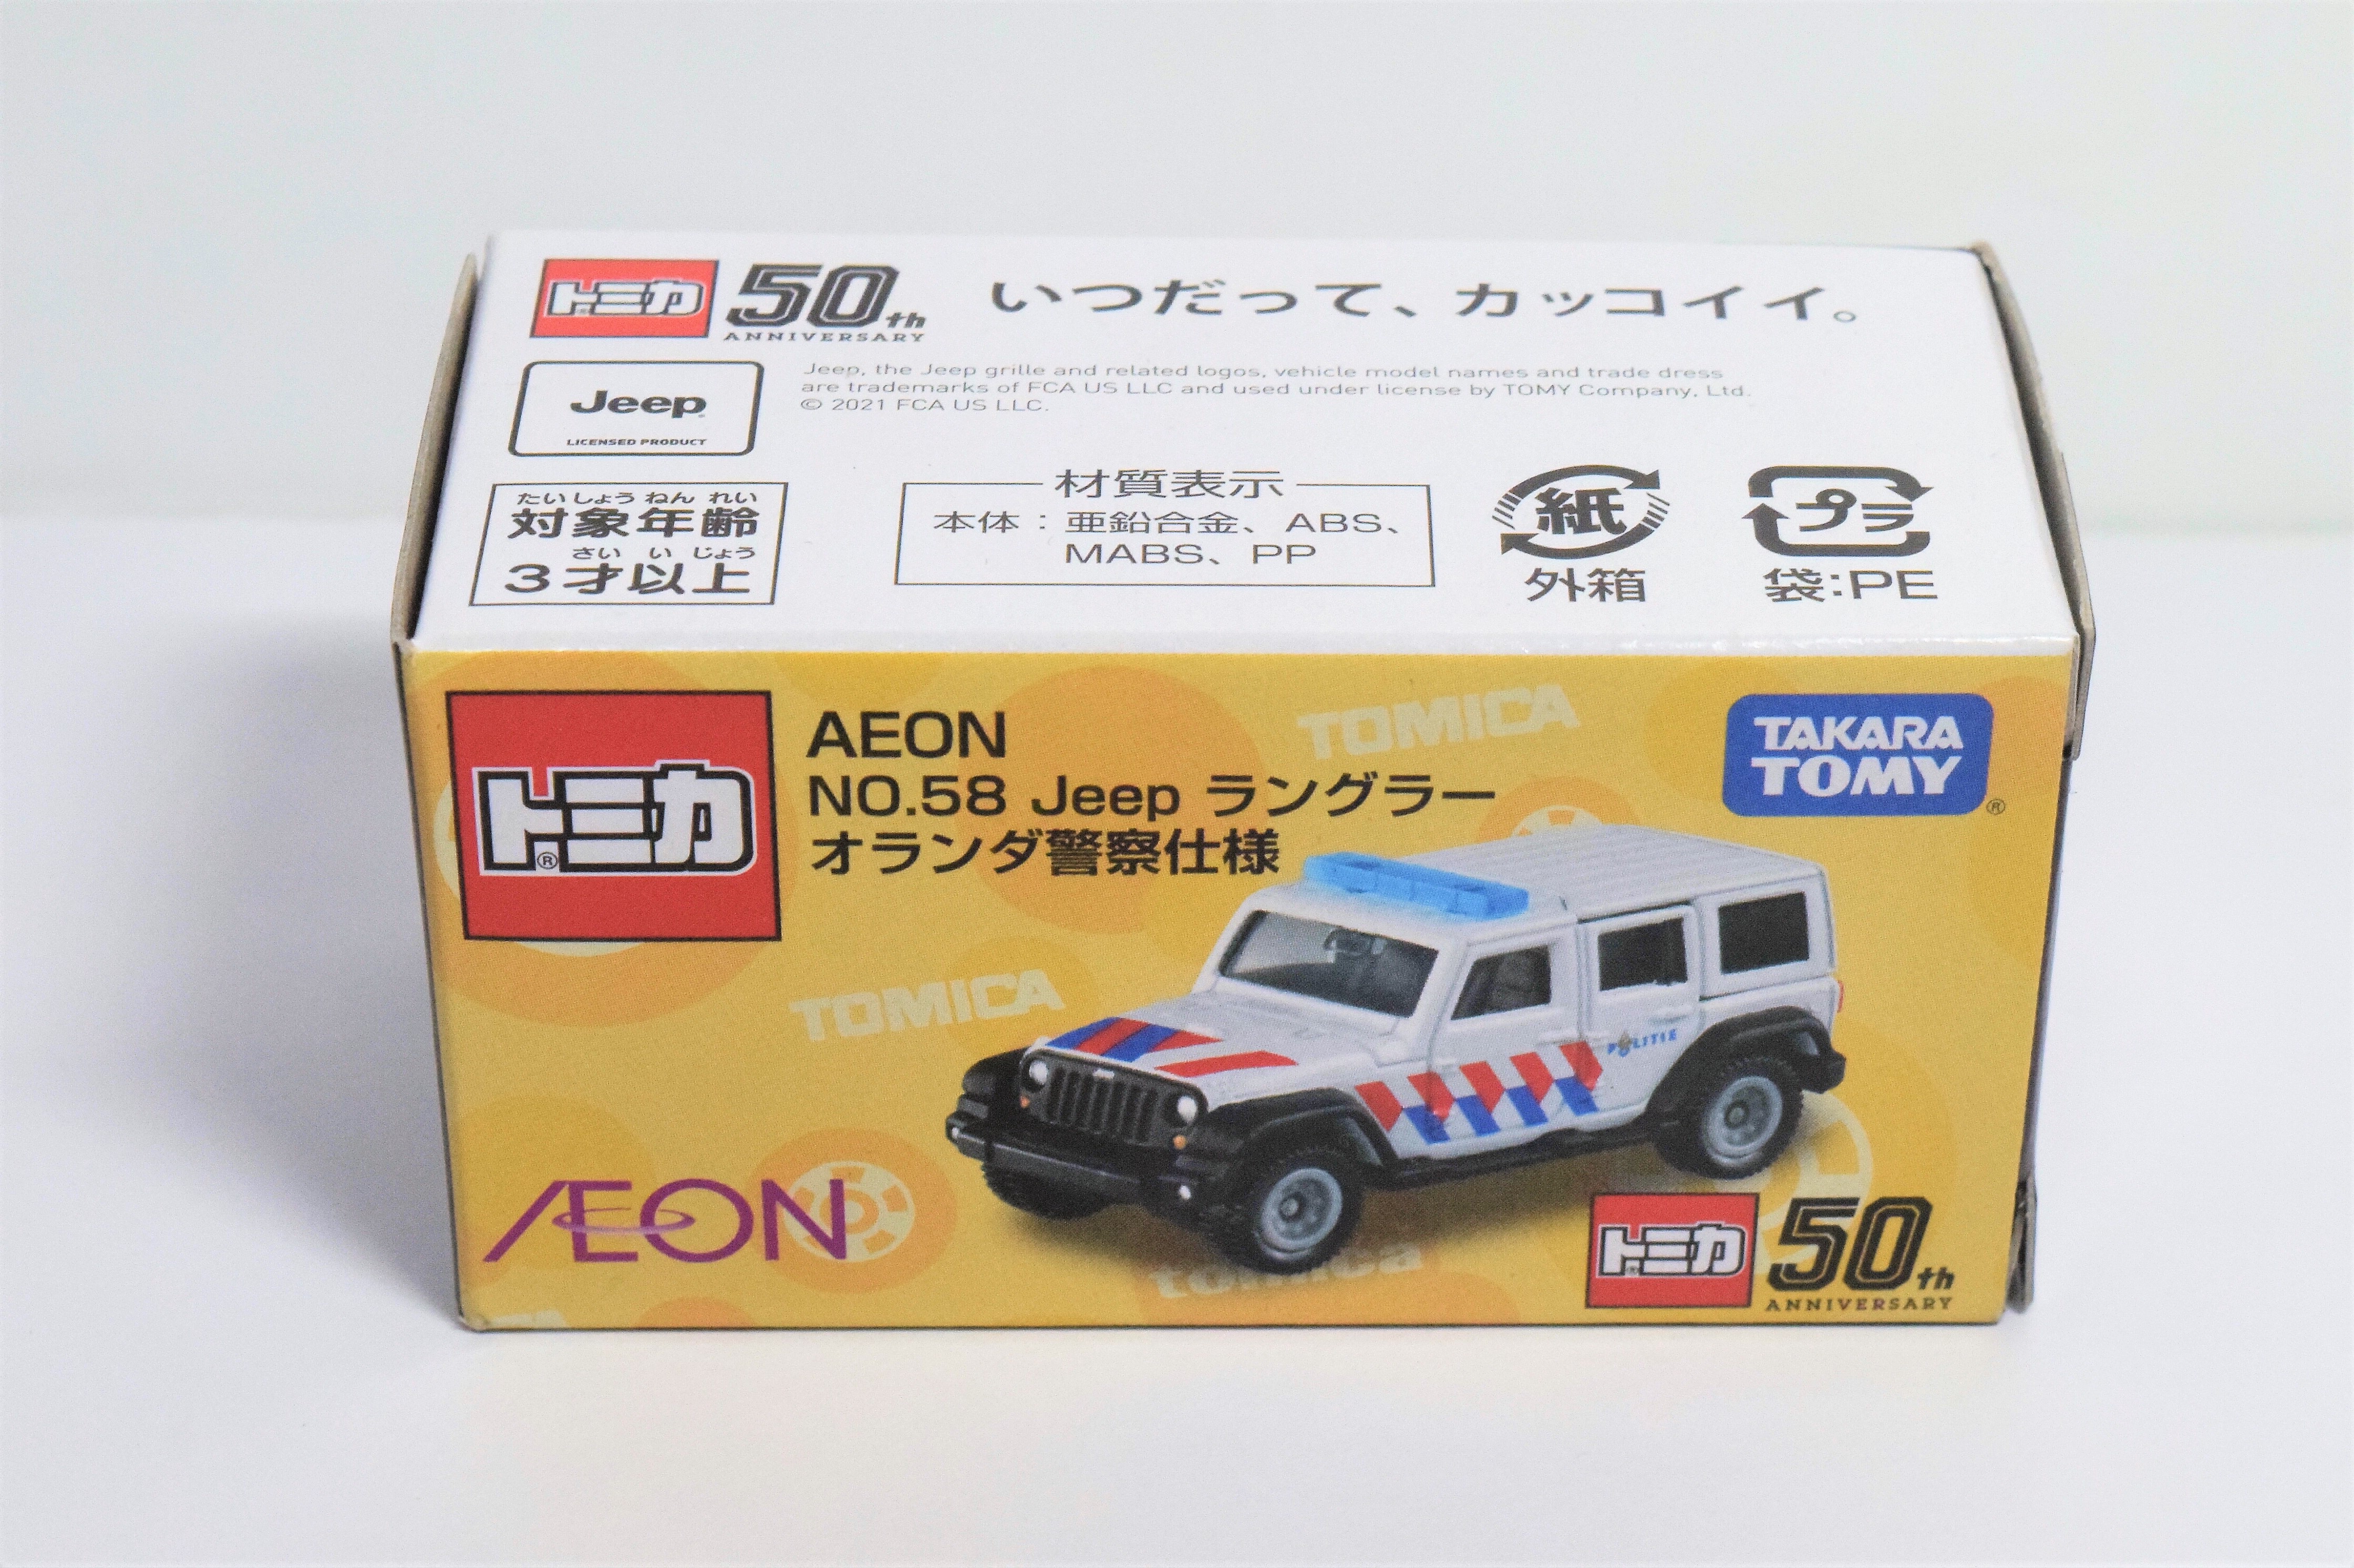 トミカ 50th ANNIVERSARY いつだって、カッコイイ。
Jeep
LICENSED PRODUCT
Jeep, the Jeep grille and related logos, vehicle model names and trade dress
are trademarks of FCA US LLC and used under license by TOMY Company, Ltd.
© 2021 FCA US LLC.
たいしょうねんれい
対象年齢
さいいじょう
3才以上
材質表示
本体：亜鉛合金、ABS、
MABS、PP
紙
外箱
プラ
袋:PE
トミカ®
AEON
NO.58 Jeep ラングラー
オランダ警察仕様
TOMICA
TAKARA
TOMY®
TOMICA
POLITIE
AEON
tomica
トミカ® 50th
ANNIVERSARY